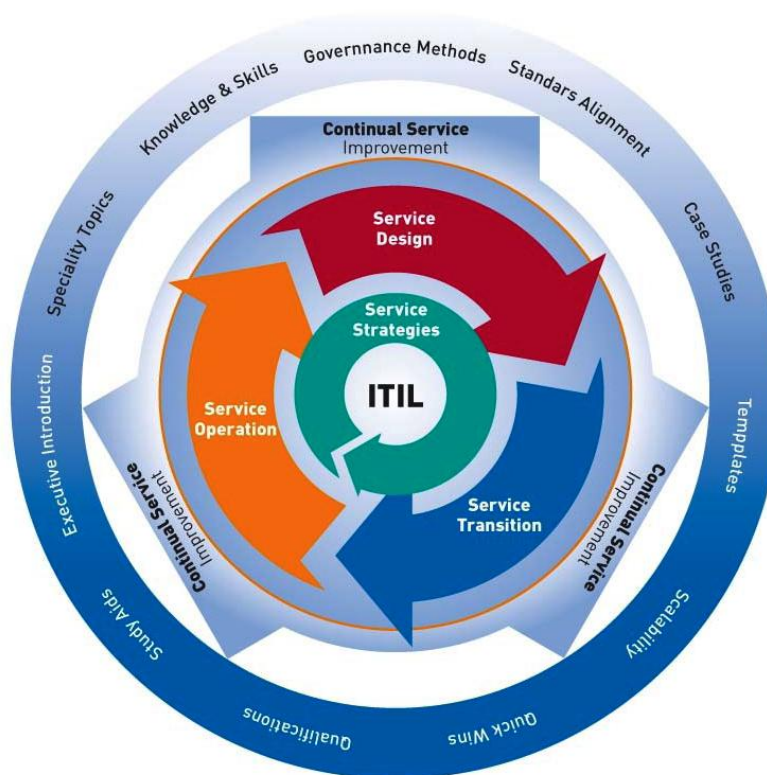 Governnance Methods
Standars Alignment
Case Studies
Tempplates
Scalability
Quick Wins
Qualifications
Study Aids
Executive Introduction
Speciality Topics
Knowledge & Skills
Continual Service
Improvement
Continual Service
Improvement
Continual Service
Improvement
Service
Design
Service
Transition
Service
Operation
Service
Strategies
ITIL